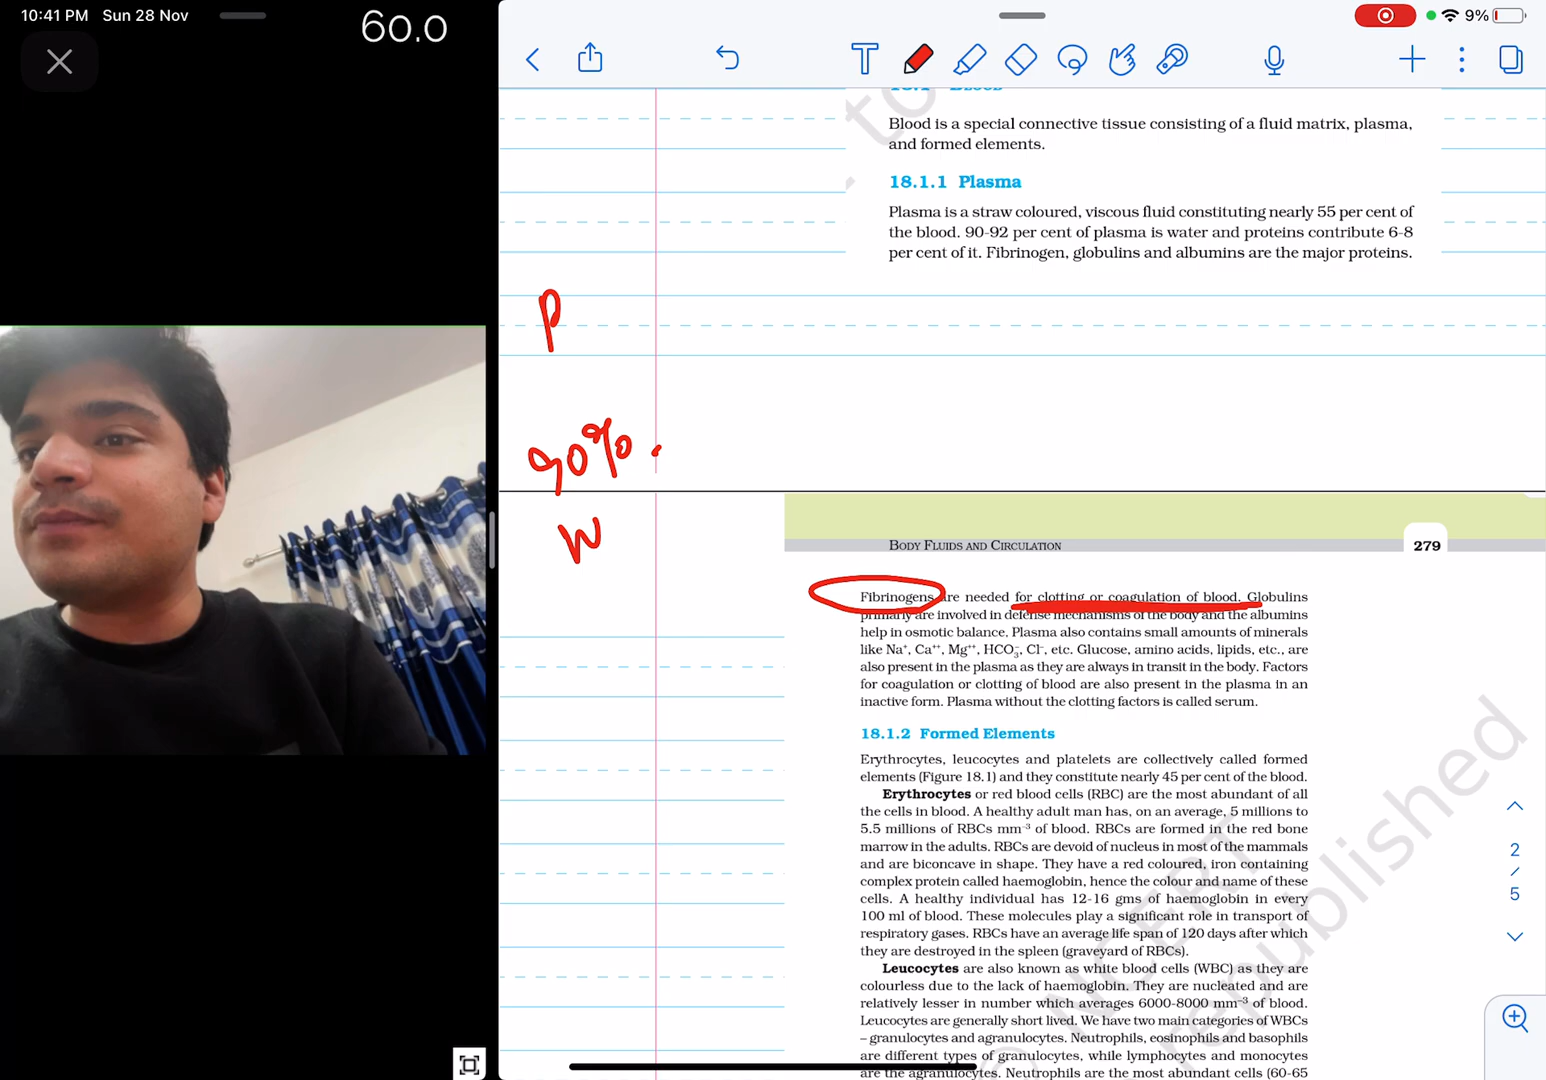 10:41 PM Sun 28 Nov
60.0
9%
18.1 BLOOD
Blood is a special connective tissue consisting of a fluid matrix, plasma,
and formed elements.
18.1.1 Plasma
Plasma is a straw coloured, viscous fluid constituting nearly 55 per cent of
the blood. 90-92 per cent of plasma is water and proteins contribute 6-8
per cent of it. Fibrinogen, globulins and albumins are the major proteins.
P
90%.
W
BODY FLUIDS AND CIRCULATION
279
Fibrinogens are needed for clotting or coagulation of blood. Globulins
primarly are involved in defense mechanisms of the body and the albumins
help in osmotic balance. Plasma also contains small amounts of minerals
like Na⁺, Ca⁺⁺, Mg⁺⁺, HCO₃⁻, Cl⁻, etc. Glucose, amino acids, lipids, etc., are
also present in the plasma as they are always in transit in the body. Factors
for coagulation or clotting of blood are also present in the plasma in an
inactive form. Plasma without the clotting factors is called serum.
18.1.2 Formed Elements
Erythrocytes, leucocytes and platelets are collectively called formed
elements (Figure 18.1) and they constitute nearly 45 per cent of the blood.
Erythrocytes or red blood cells (RBC) are the most abundant of all
the cells in blood. A healthy adult man has, on an average, 5 millions to
5.5 millions of RBCs mm⁻³ of blood. RBCs are formed in the red bone
marrow in the adults. RBCs are devoid of nucleus in most of the mammals
and are biconcave in shape. They have a red coloured, iron containing
complex protein called haemoglobin, hence the colour and name of these
cells. A healthy individual has 12-16 gms of haemoglobin in every
100 ml of blood. These molecules play a significant role in transport of
respiratory gases. RBCs have an average life span of 120 days after which
they are destroyed in the spleen (graveyard of RBCs).
Leucocytes are also known as white blood cells (WBC) as they are
colourless due to the lack of haemoglobin. They are nucleated and are
relatively lesser in number which averages 6000-8000 mm⁻³ of blood.
Leucocytes are generally short lived. We have two main categories of WBCs
– granulocytes and agranulocytes. Neutrophils, eosinophils and basophils
are different types of granulocytes, while lymphocytes and monocytes
are the agranulocytes. Neutrophils are the most abundant cells (60-65
2
/
5
to
© NCERT
republished